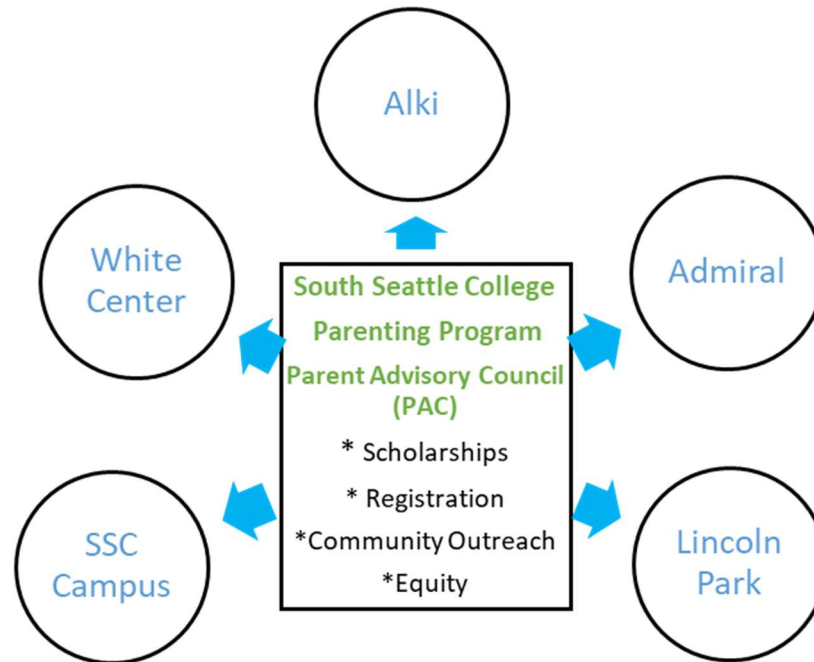 Alki
White
Center
Admiral
South Seattle College
Parenting Program
Parent Advisory Council
(PAC)
* Scholarships
* Registration
*Community Outreach
*Equity
SSC
Campus
Lincoln
Park